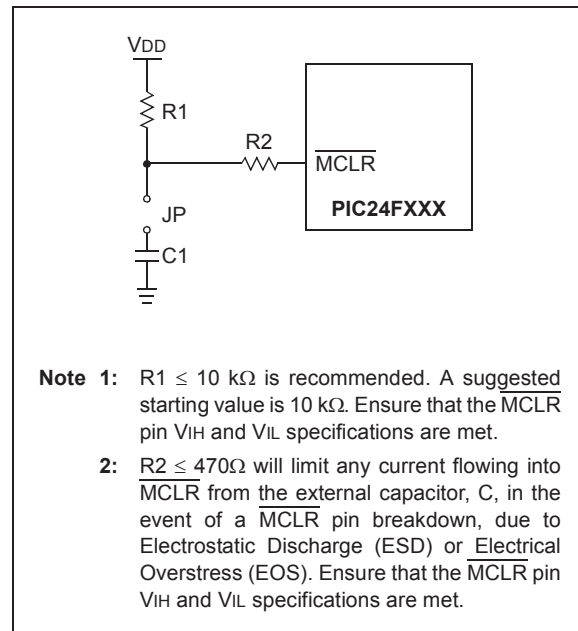 VDD
R1
R2
MCLR
PIC24FXXX
JP
C1
Note 1: R1 ≤ 10 kΩ is recommended. A suggested
starting value is 10 kΩ. Ensure that the MCLR
pin VIH and VIL specifications are met.
2: R2 ≤ 470Ω will limit any current flowing into
MCLR from the external capacitor, C, in the
event of a MCLR pin breakdown, due to
Electrostatic Discharge (ESD) or Electrical
Overstress (EOS). Ensure that the MCLR pin
VIH and VIL specifications are met.